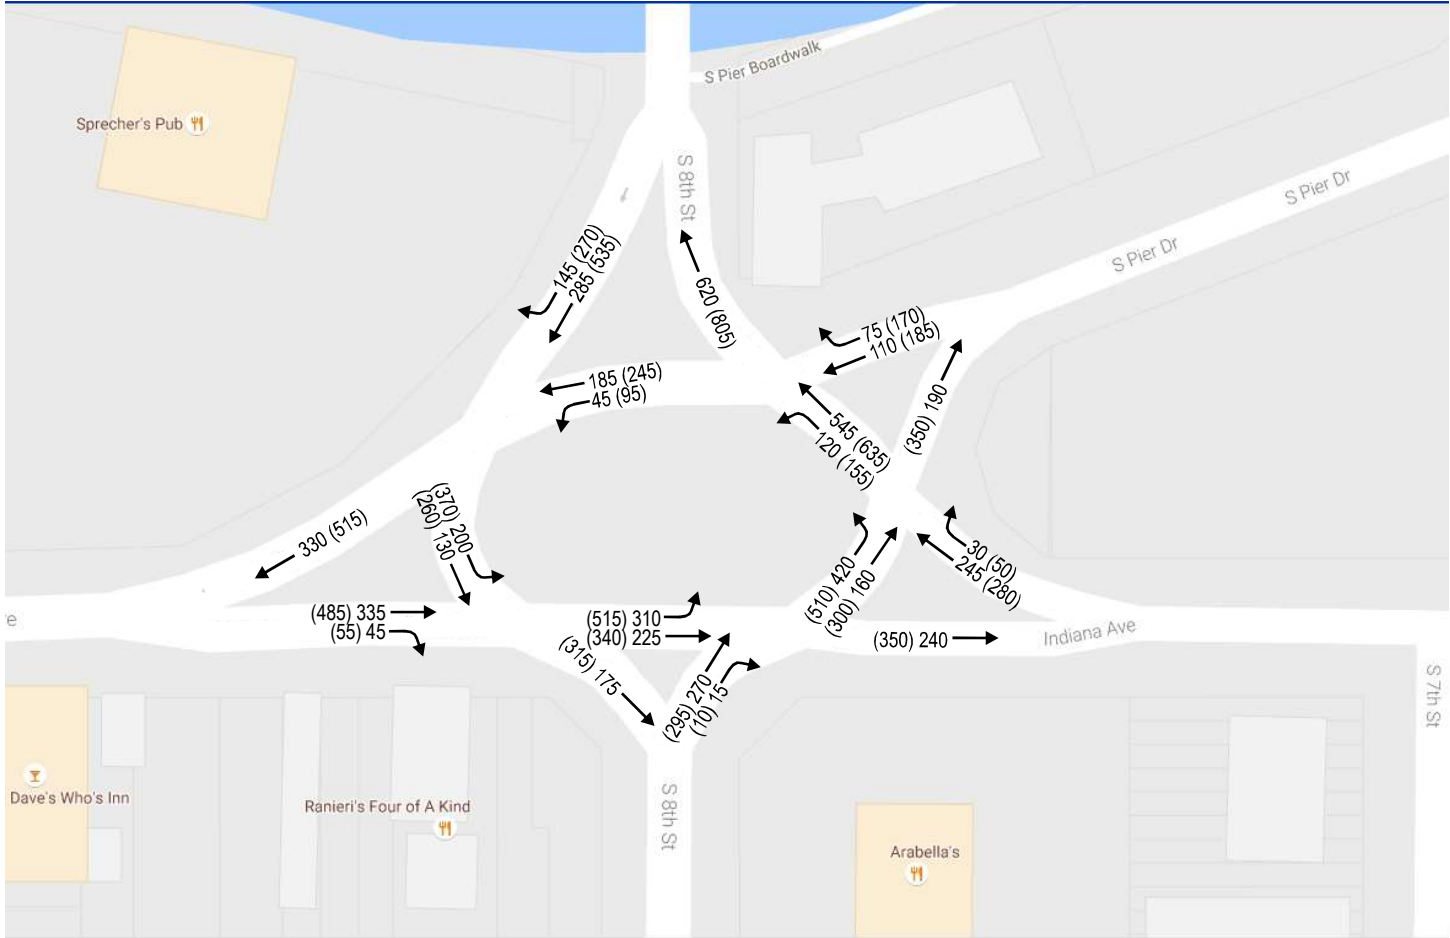 S Pier Boardwalk
Sprecher's Pub
S 8th St
S Pier Dr
S Pier Dr
145 (270)
285 (535)
620 (805)
75 (170)
110 (185)
185 (245)
45 (95)
545 (635)
120 (155)
(350) 190
330 (515)
(370) 200
(260) 130
30 (50)
245 (280)
(510) 420
(300) 160
(485) 335
(55) 45
(515) 310
(340) 225
(350) 240
Indiana Ave
e
(315) 175
(295) 270
(10) 15
S 7th St
Dave's Who's Inn
Ranieri's Four of A Kind
S 8th St
Arabella's